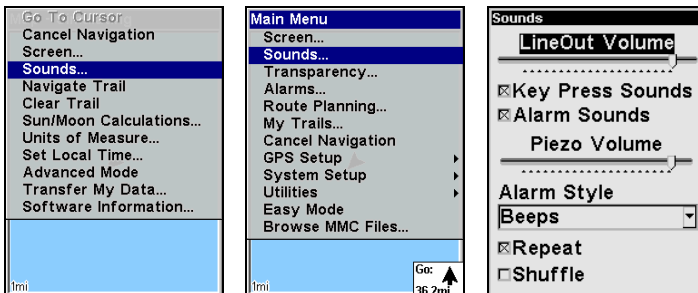 Go To Cursor
Cancel Navigation
Screen...
Sounds...
Navigate Trail
Clear Trail
Sun/Moon Calculations...
Units of Measure...
Set Local Time...
Advanced Mode
Transfer My Data...
Software Information...
1mi
Main Menu
Screen...
Sounds...
Transparency...
Alarms...
Route Planning...
My Trails...
Cancel Navigation
GPS Setup
System Setup
Utilities
Easy Mode
Browse MMC Files...
1mi
Go:
36.2mi
Sounds
LineOut Volume
Key Press Sounds
Alarm Sounds
Piezo Volume
Alarm Style
Beeps
Repeat
Shuffle